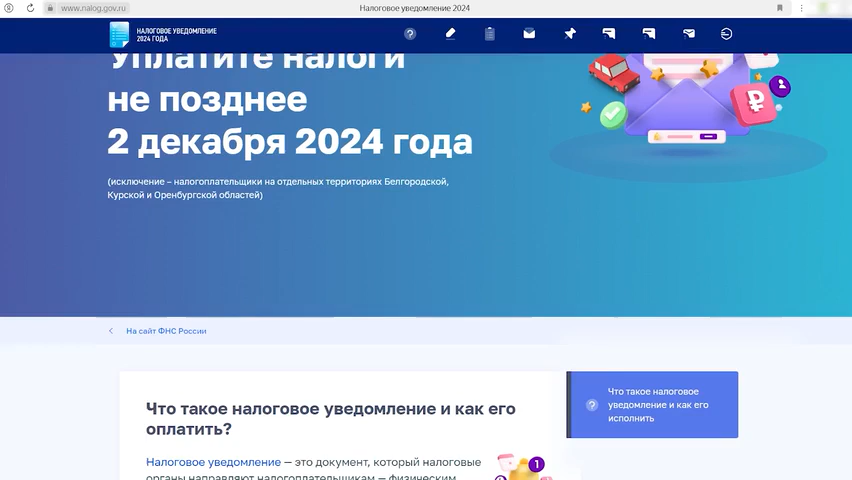 www.nalog.gov.ru
Налоговое уведомление 2024
НАЛОГОВОЕ УВЕДОМЛЕНИЕ
2024 ГОДА
Уплатите налоги
не позднее
2 декабря 2024 года
(исключение – налогоплательщики на отдельных территориях Белгородской,
Курской и Оренбургской областей)
На сайт ФНС России
Что такое налоговое уведомление и как его
оплатить?
Что такое налоговое
уведомление и как его
исполнить
Налоговое уведомление — это документ, который налоговые
органы направляют налогоплательщикам — физическим
1